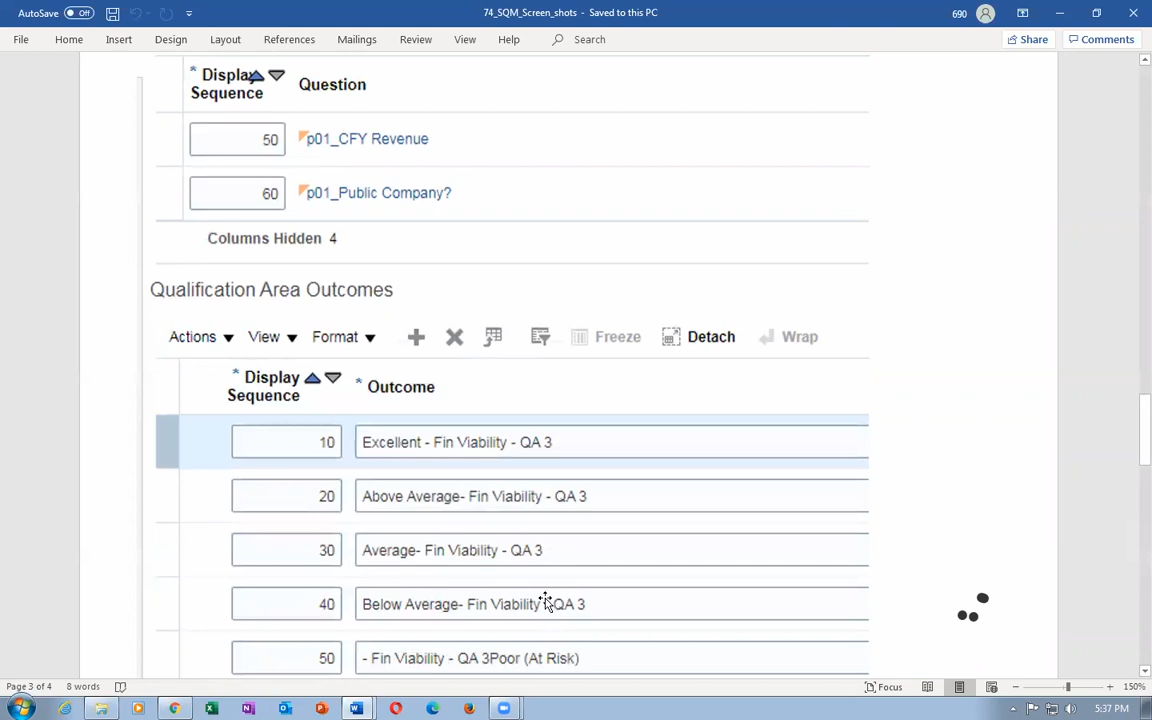 AutoSave Off 74_SQM_Screen_shots - Saved to this PC 690
File Home Insert Design Layout References Mailings Review View Help Search Share Comments
* Display
Sequence Question
50 p01_CFY Revenue
60 p01_Public Company?
Columns Hidden 4
Qualification Area Outcomes
Actions View Format Freeze Detach Wrap
* Display
Sequence * Outcome
10 Excellent - Fin Viability - QA 3
20 Above Average- Fin Viability - QA 3
30 Average- Fin Viability - QA 3
40 Below Average- Fin Viability - QA 3
50 - Fin Viability - QA 3Poor (At Risk)
Page 3 of 4 8 words Focus 150%
5:37 PM